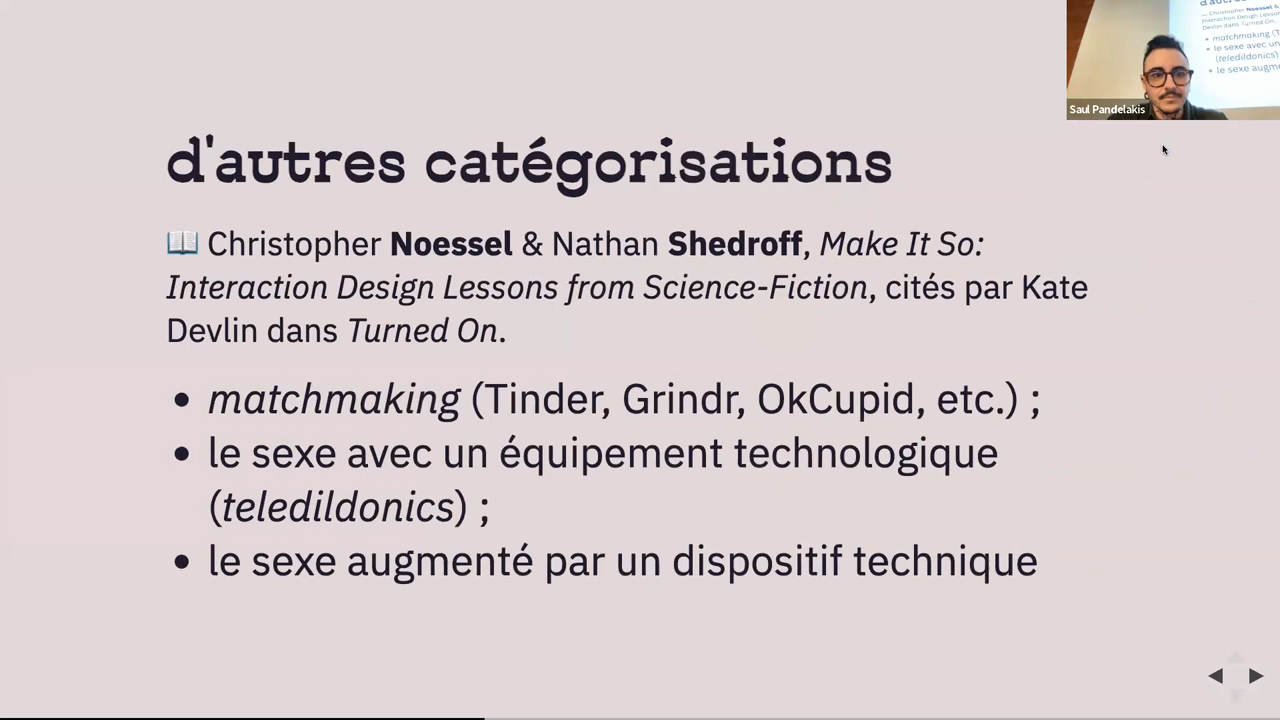 d'autres catégorisations
📖 Christopher Noessel & Nathan Shedroff, Make It So:
Interaction Design Lessons from Science-Fiction, cités par Kate
Devlin dans Turned On.
• matchmaking (Tinder, Grindr, OkCupid, etc.) ;
• le sexe avec un équipement technologique
(teledildonics) ;
• le sexe augmenté par un dispositif technique
Saul Pandelakis